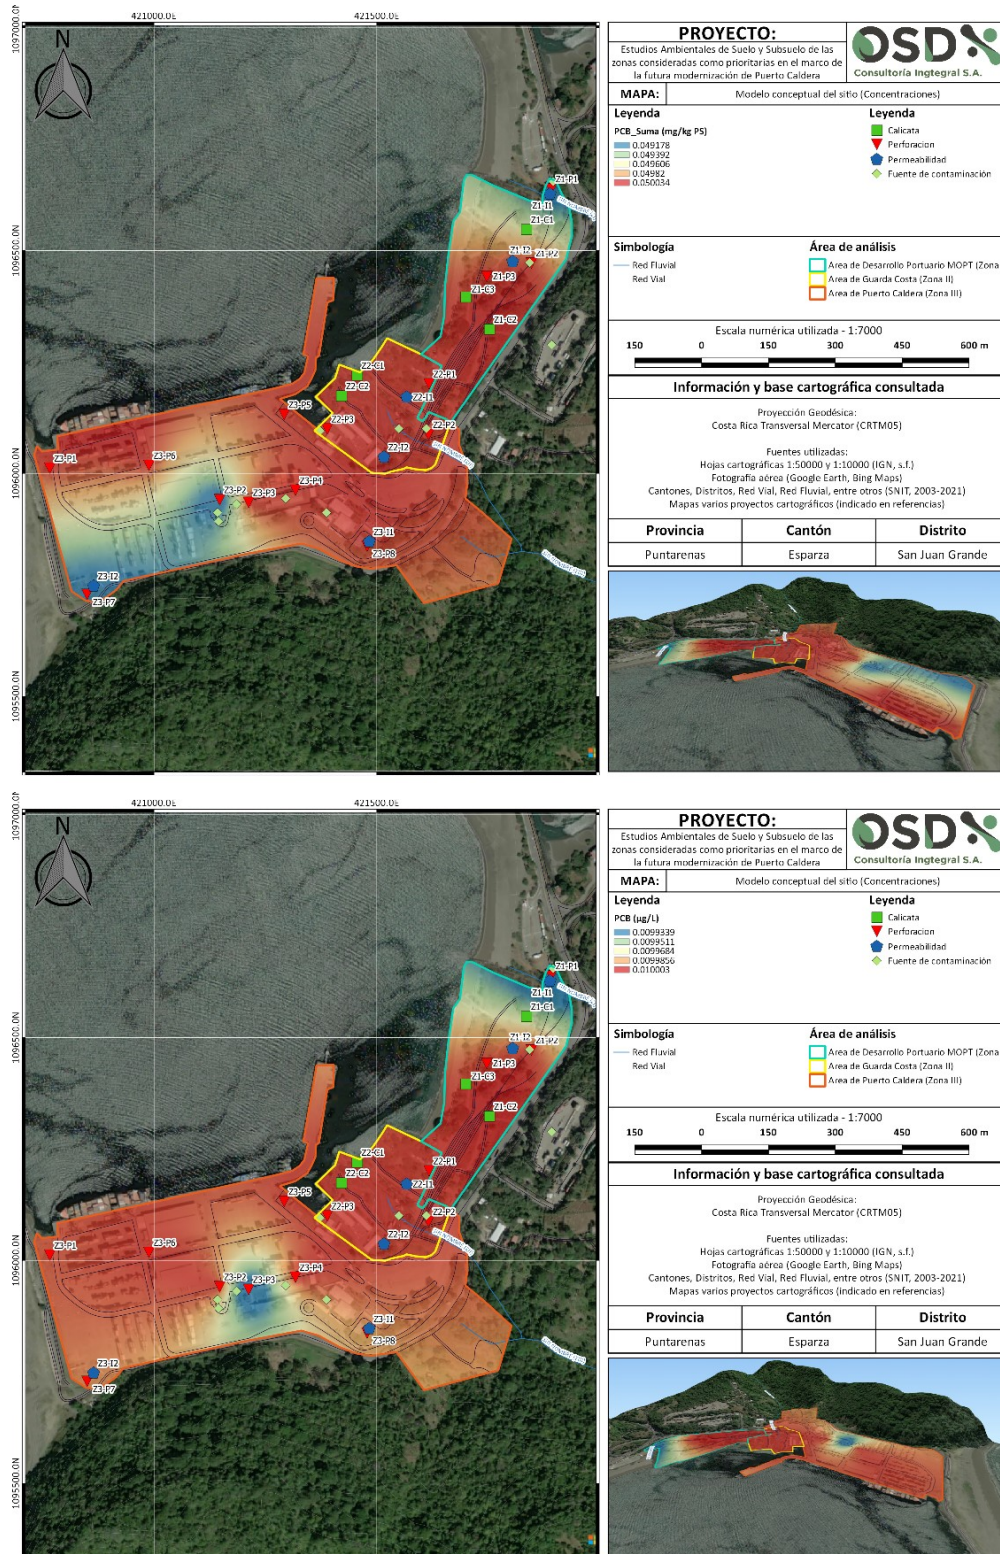 421000.0E
421500.0E
1097000.0N
1096500.0N
1096000.0N
1095500.0N
N
Z1-P1
Z1-I1
Z1-C1
Z1-I2
Z1-P2
Z1-P3
Z1-C3
Z1-C2
Z2-C1
Z2-C2
Z2-P1
Z2-I1
Z3-P5
Z2-P3
Z2-P2
Z2-I2
Z3-P1
Z3-P6
Z3-P4
Z3-P2
Z3-P3
Z3-I1
Z3-P8
Z3-I2
Z3-P7
PROYECTO:
Estudios Ambientales de Suelo y Subsuelo de las
zonas consideradas como prioritarias en el marco de
la futura modernización de Puerto Caldera
OSD
Consultoría Ingtegral S.A.
MAPA:
Modelo conceptual del sitio (Concentraciones)
Leyenda
PCB_Suma (mg/kg PS)
0.049178
0.049392
0.049606
0.04982
0.050034
Leyenda
Calicata
Perforacion
Permeabilidad
Fuente de contaminación
Simbología
Red Fluvial
Red Vial
Área de análisis
Area de Desarrollo Portuario MOPT (Zona
Area de Guarda Costa (Zona II)
Area de Puerto Caldera (Zona III)
Escala numérica utilizada - 1:7000
150 0 150 300 450 600 m
Información y base cartográfica consultada
Proyección Geodésica:
Costa Rica Transversal Mercator (CRTM05)
Fuentes utilizadas:
Hojas cartográficas 1:50000 y 1:10000 (IGN, s.f.)
Fotografía aérea (Google Earth, Bing Maps)
Cantones, Distritos, Red Vial, Red Fluvial, entre otros (SNIT, 2003-2021)
Mapas varios proyectos cartográficos (indicado en referencias)
Provincia Cantón Distrito
Puntarenas Esparza San Juan Grande
421000.0E
421500.0E
1097000.0N
1096500.0N
1096000.0N
1095500.0N
N
Z1-P1
Z1-I1
Z1-C1
Z1-I2
Z1-P2
Z1-P3
Z1-C3
Z1-C2
Z2-C1
Z2-C2
Z2-P1
Z2-I1
Z3-P5
Z2-P3
Z2-P2
Z2-I2
Z3-P1
Z3-P6
Z3-P4
Z3-P2
Z3-P3
Z3-I1
Z3-P8
Z3-I2
Z3-P7
PROYECTO:
Estudios Ambientales de Suelo y Subsuelo de las
zonas consideradas como prioritarias en el marco de
la futura modernización de Puerto Caldera
OSD
Consultoría Ingtegral S.A.
MAPA:
Modelo conceptual del sitio (Concentraciones)
Leyenda
PCB (µg/L)
0.0099339
0.0099511
0.0099684
0.0099856
0.010003
Leyenda
Calicata
Perforacion
Permeabilidad
Fuente de contaminación
Simbología
Red Fluvial
Red Vial
Área de análisis
Area de Desarrollo Portuario MOPT (Zona
Area de Guarda Costa (Zona II)
Area de Puerto Caldera (Zona III)
Escala numérica utilizada - 1:7000
150 0 150 300 450 600 m
Información y base cartográfica consultada
Proyección Geodésica:
Costa Rica Transversal Mercator (CRTM05)
Fuentes utilizadas:
Hojas cartográficas 1:50000 y 1:10000 (IGN, s.f.)
Fotografía aérea (Google Earth, Bing Maps)
Cantones, Distritos, Red Vial, Red Fluvial, entre otros (SNIT, 2003-2021)
Mapas varios proyectos cartográficos (indicado en referencias)
Provincia Cantón Distrito
Puntarenas Esparza San Juan Grande